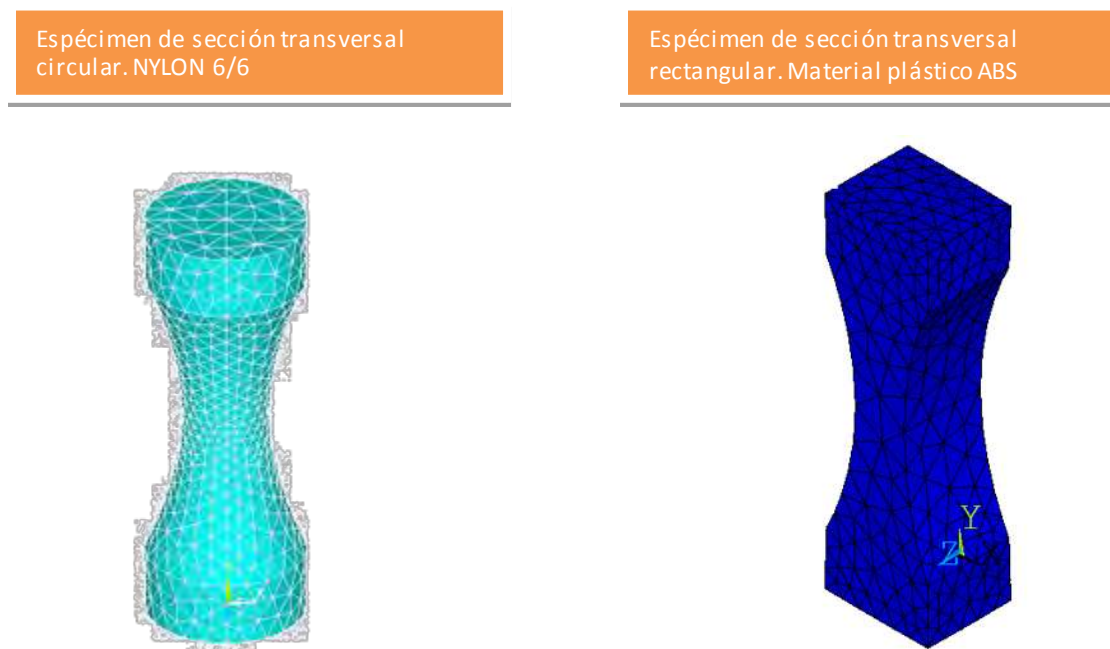 Espécimen de sección transversal
circular. NYLON 6/6
Espécimen de sección transversal
rectangular. Material plástico ABS
Y
Z
X